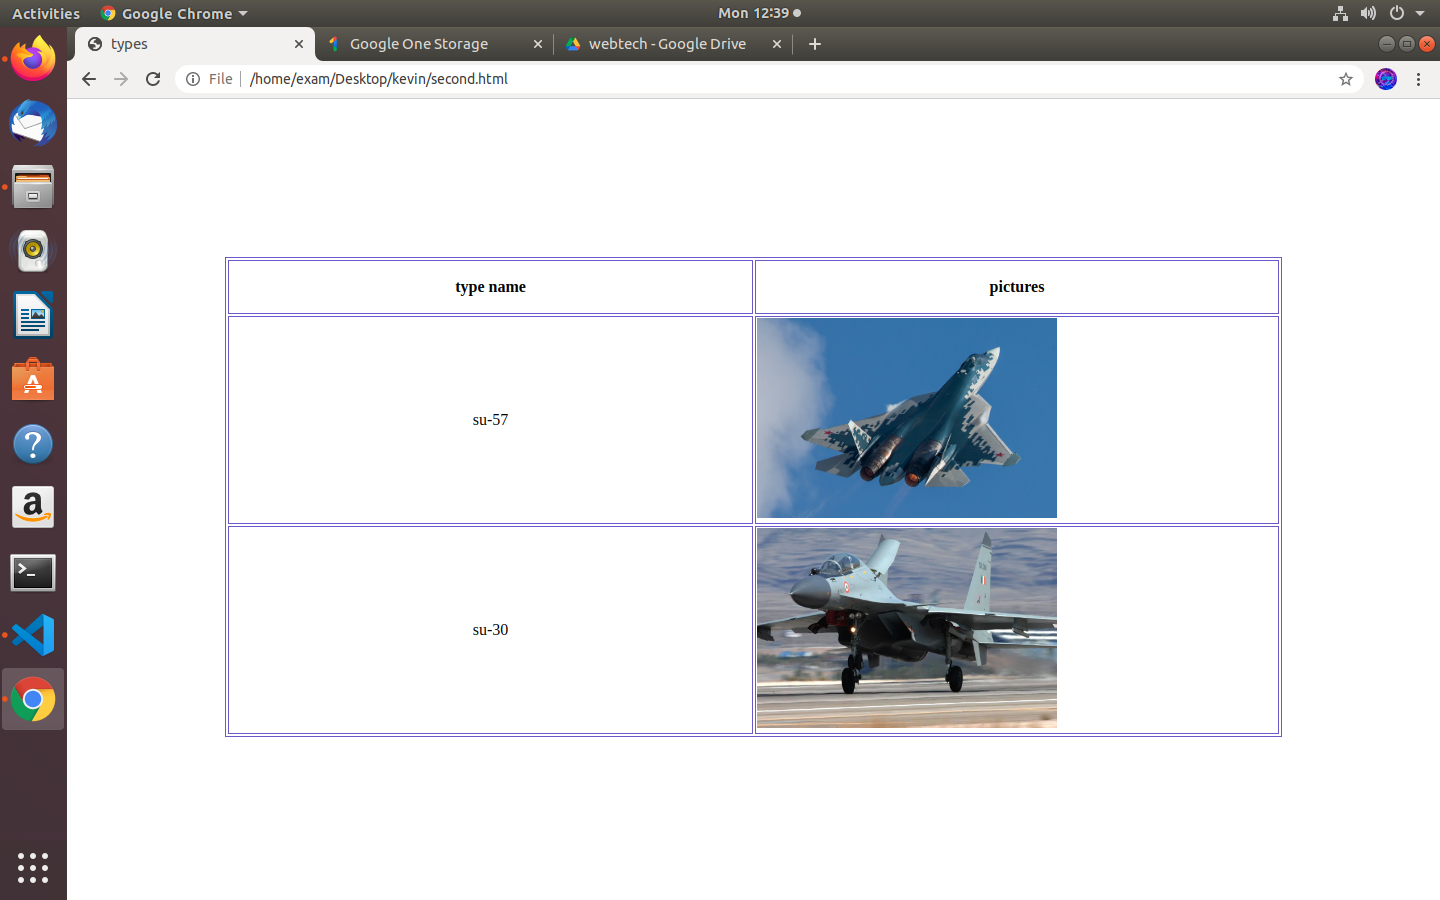 Activities
Google Chrome
Mon 12:39
types
Google One Storage
webtech - Google Drive
File
/home/exam/Desktop/kevin/second.html
type name
pictures
su-57
su-30